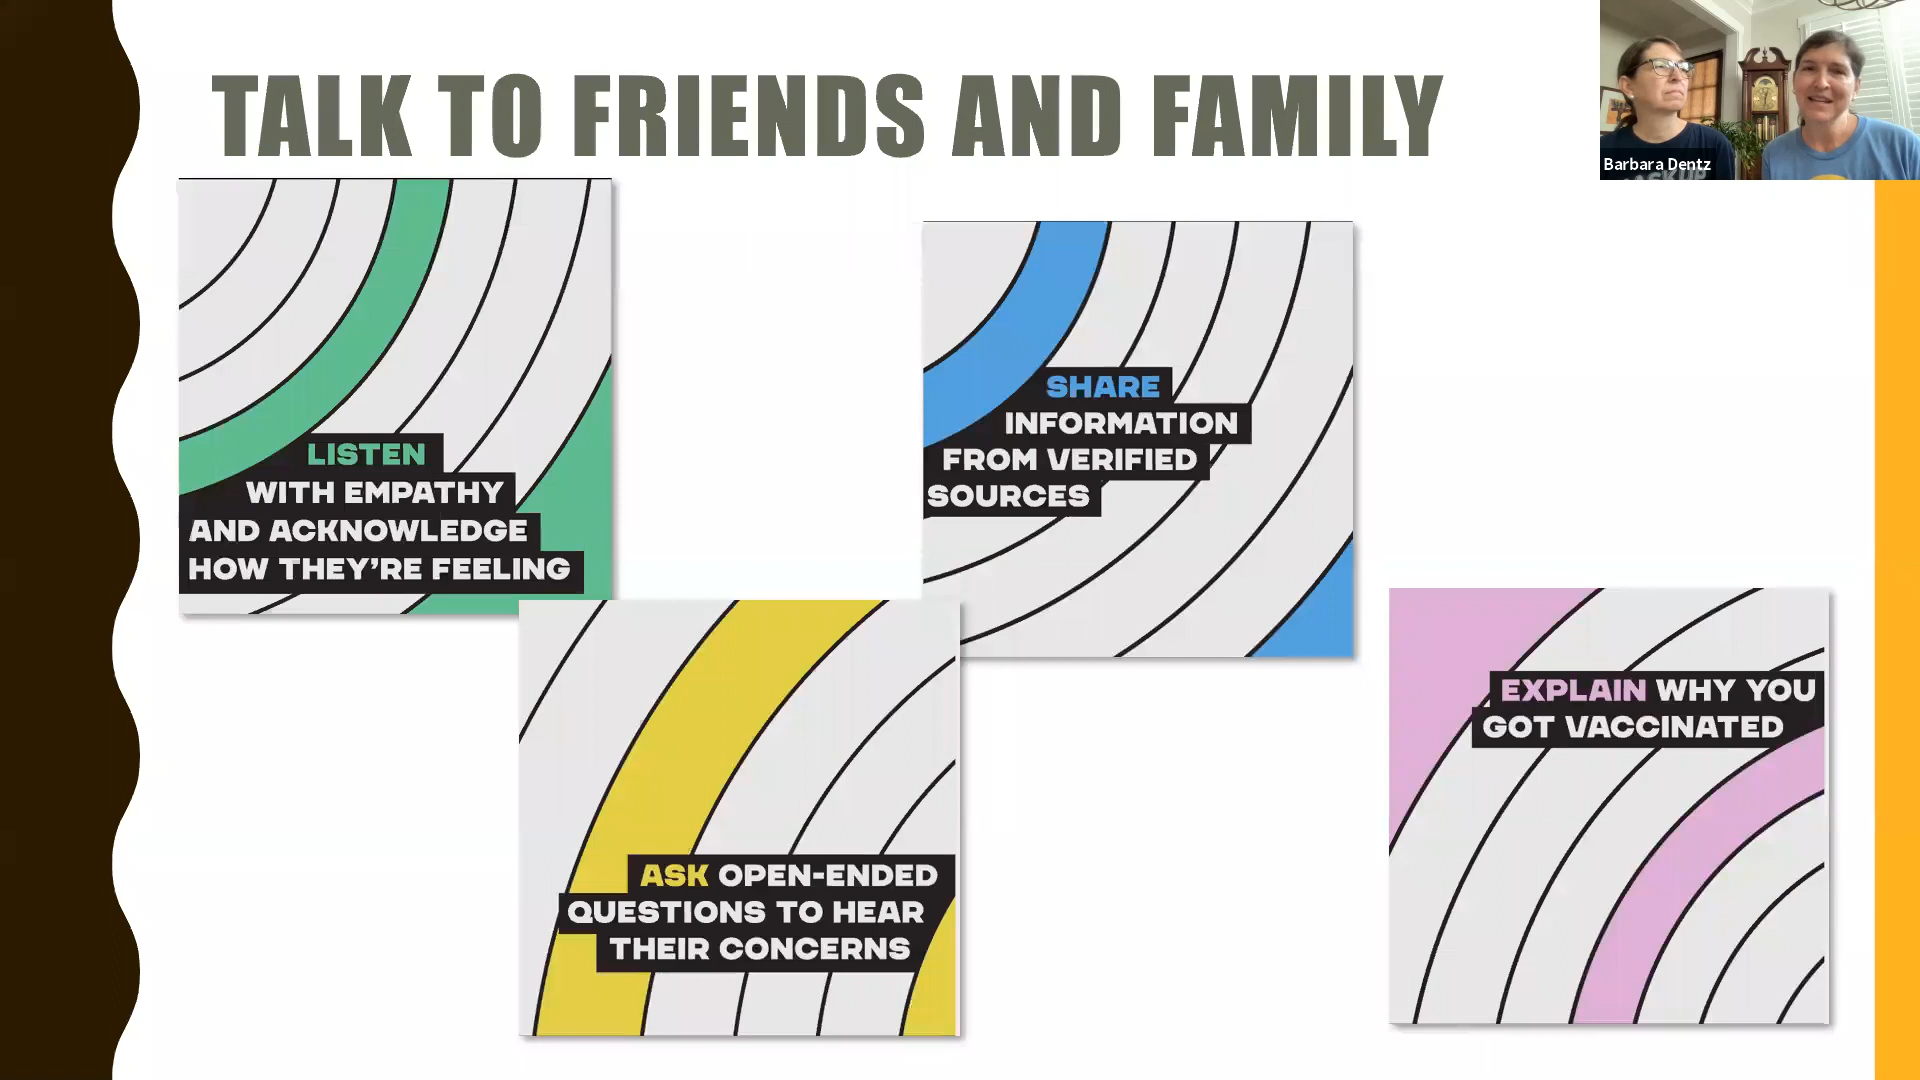 TALK TO FRIENDS AND FAMILY
Barbara Dentz
LISTEN
WITH EMPATHY
AND ACKNOWLEDGE
HOW THEY'RE FEELING
SHARE
INFORMATION
FROM VERIFIED
SOURCES
ASK OPEN-ENDED
QUESTIONS TO HEAR
THEIR CONCERNS
EXPLAIN WHY YOU
GOT VACCINATED